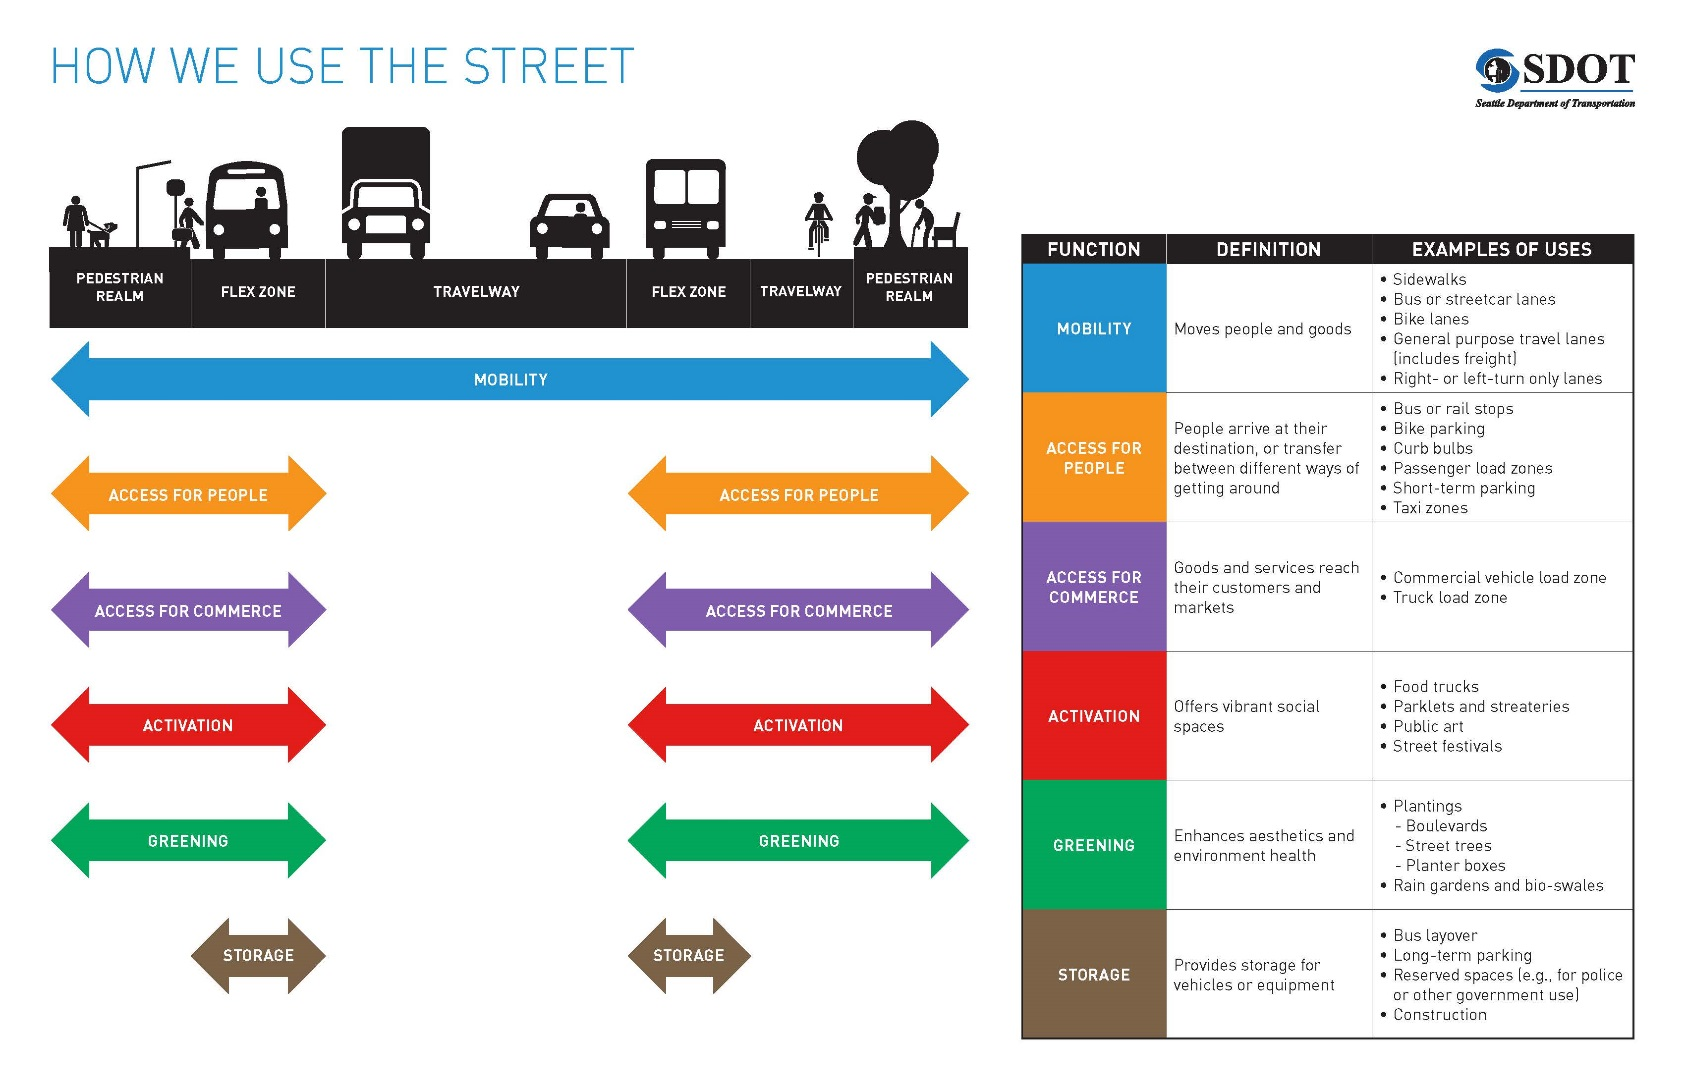 HOW WE USE THE STREET
SDOT
Seattle Department of Transportation
PEDESTRIAN
REALM
FLEX ZONE
TRAVELWAY
FLEX ZONE
TRAVELWAY
PEDESTRIAN
REALM
MOBILITY
ACCESS FOR PEOPLE
ACCESS FOR PEOPLE
ACCESS FOR COMMERCE
ACCESS FOR COMMERCE
ACTIVATION
ACTIVATION
GREENING
GREENING
STORAGE
STORAGE
FUNCTION
DEFINITION
EXAMPLES OF USES
MOBILITY
Moves people and goods
• Sidewalks
• Bus or streetcar lanes
• Bike lanes
• General purpose travel lanes
(includes freight)
• Right- or left-turn only lanes
ACCESS FOR
PEOPLE
People arrive at their
destination, or transfer
between different ways of
getting around
• Bus or rail stops
• Bike parking
• Curb bulbs
• Passenger load zones
• Short-term parking
• Taxi zones
ACCESS FOR
COMMERCE
Goods and services reach
their customers and
markets
• Commercial vehicle load zone
• Truck load zone
ACTIVATION
Offers vibrant social
spaces
• Food trucks
• Parklets and streateries
• Public art
• Street festivals
GREENING
Enhances aesthetics and
environment health
• Plantings
- Boulevards
- Street trees
- Planter boxes
• Rain gardens and bio-swales
STORAGE
Provides storage for
vehicles or equipment
• Bus layover
• Long-term parking
• Reserved spaces (e.g., for police
or other government use)
• Construction